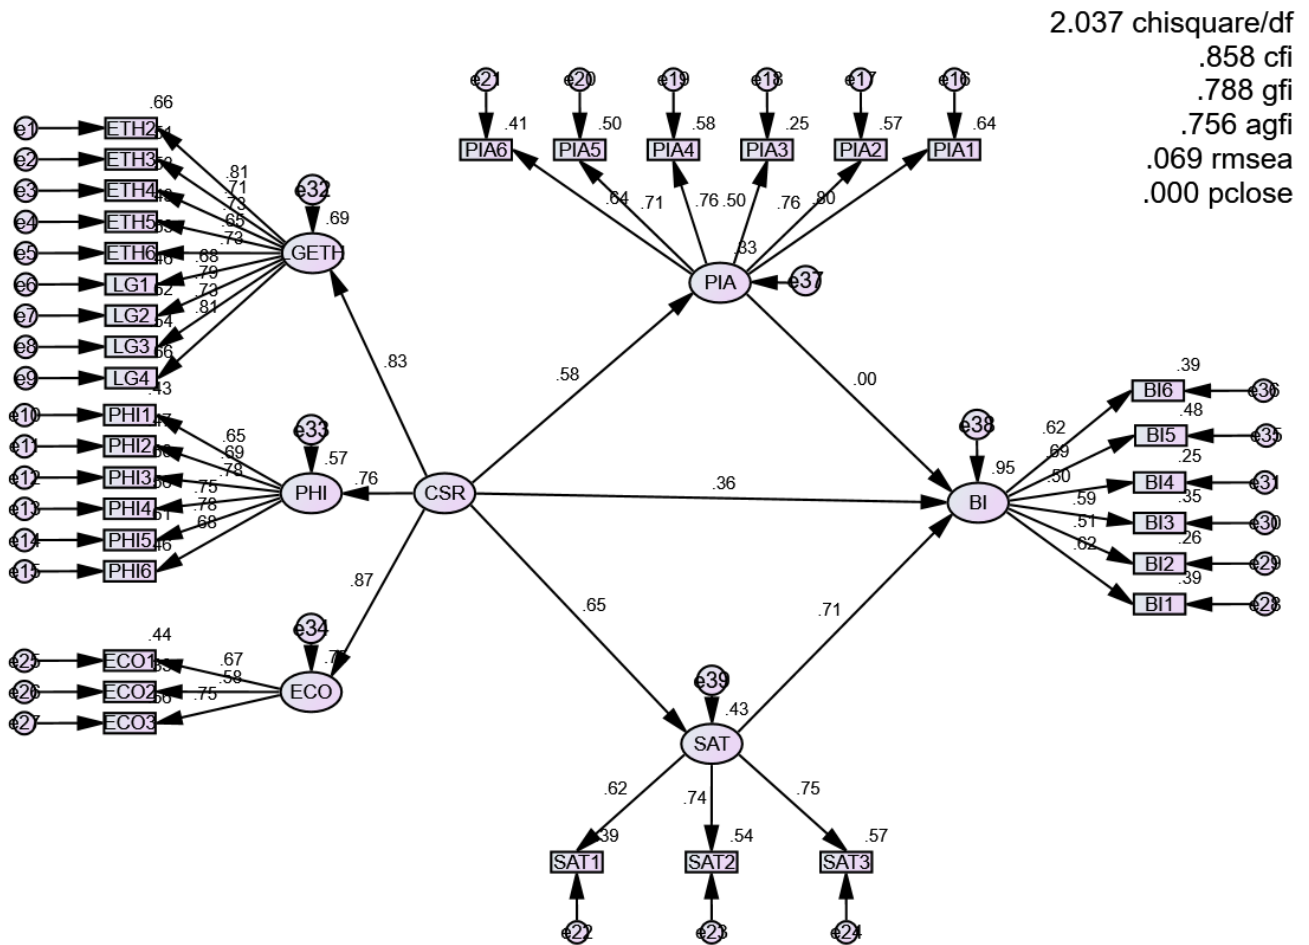 2.037 chisquare/df
.858 cfi
.788 gfi
.756 agfi
.069 rmsea
.000 pclose
e21 e20 e19 e18 e17 e16
.41 .50 .58 .25 .57 .64
PIA6 PIA5 PIA4 PIA3 PIA2 PIA1
.64 .71 .76 .50 .76 .80
.33
PIA
e37
.66
e1 ETH2
e2 ETH3
e3 ETH4
e4 ETH5
e5 ETH6
e6 LG1
e7 LG2
e8 LG3
e9 LG4
.81
.71
.73
.65
.73
.68
.79
.73
.81
e32
.69
LGETH
.83
.43
e10 PHI1
e11 PHI2
e12 PHI3
e13 PHI4
e14 PHI5
e15 PHI6
.65
.69
.78
.75
.78
.68
.46
e33
.57
PHI
.76
CSR
.58
.36
.00
.87
.65
.71
e34
ECO
.44
e25 ECO1
e26 ECO2
e27 ECO3
.67
.58
.75
.56
e38
.95
BI
.39
BI6 e36
.48
BI5 e35
.25
BI4 e31
.35
BI3 e30
.26
BI2 e29
.39
BI1 e28
.62
.69
.50
.59
.51
.62
e39
.43
SAT
.62 .74 .75
.39 .54 .57
SAT1 SAT2 SAT3
e22 e23 e24